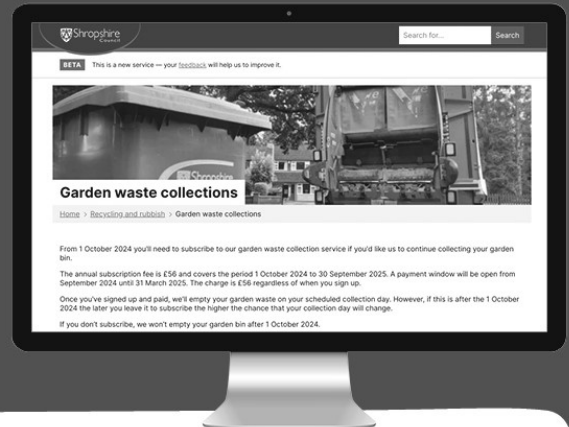 Shropshire
Council
Search for...
Search
BETA
This is a new service — your feedback will help us to improve it.
Shropshire
Garden waste collections
Home > Recycling and rubbish > Garden waste collections
From 1 October 2024 you'll need to subscribe to our garden waste collection service if you'd like us to continue collecting your garden
bin.
The annual subscription fee is £56 and covers the period 1 October 2024 to 30 September 2025. A payment window will be open from
September 2024 until 31 March 2025. The charge is £56 regardless of when you sign up.
Once you've signed up and paid, we'll empty your garden waste on your scheduled collection day. However, if this is after the 1 October
2024 the later you leave it to subscribe the higher the chance that your collection day will change.
If you don't subscribe, we won't empty your garden bin after 1 October 2024.